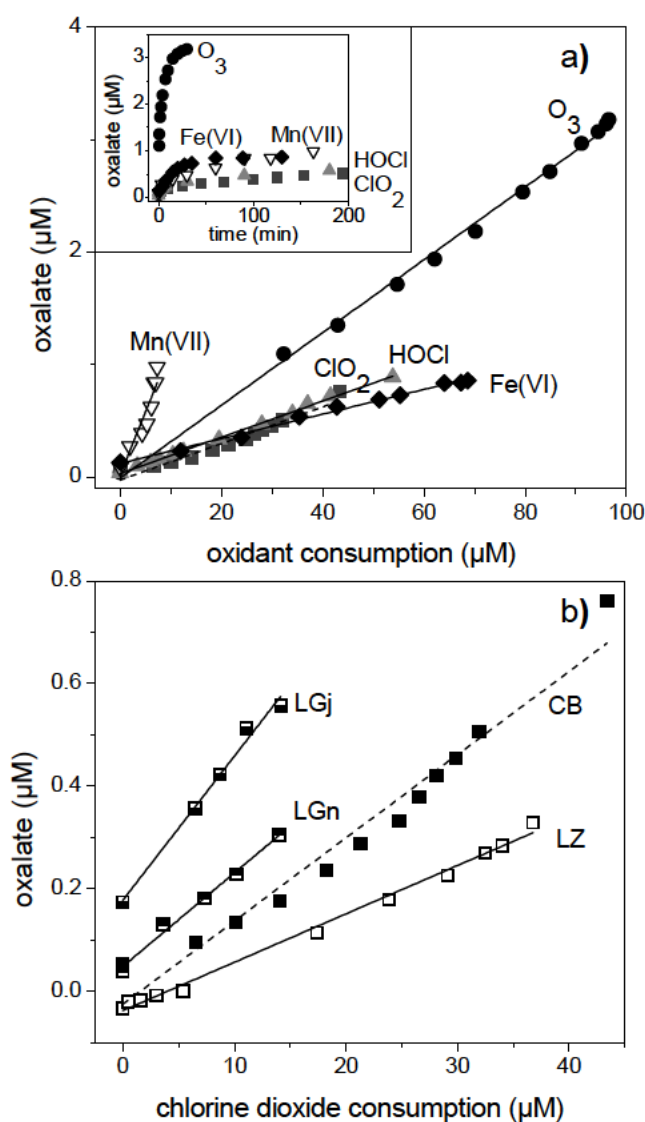 a)
4
2
0
oxalate (µM)
0 20 40 60 80 100
oxidant consumption (µM)
O3
Mn(VII)
ClO2
HOCl
Fe(VI)
3
2
1
0
oxalate (µM)
0 100 200
time (min)
O3
Fe(VI) Mn(VII)
HOCl
ClO2
b)
0.8
0.6
0.4
0.2
0.0
oxalate (µM)
LGj
CB
LGn
LZ
0 10 20 30 40
chlorine dioxide consumption (µM)